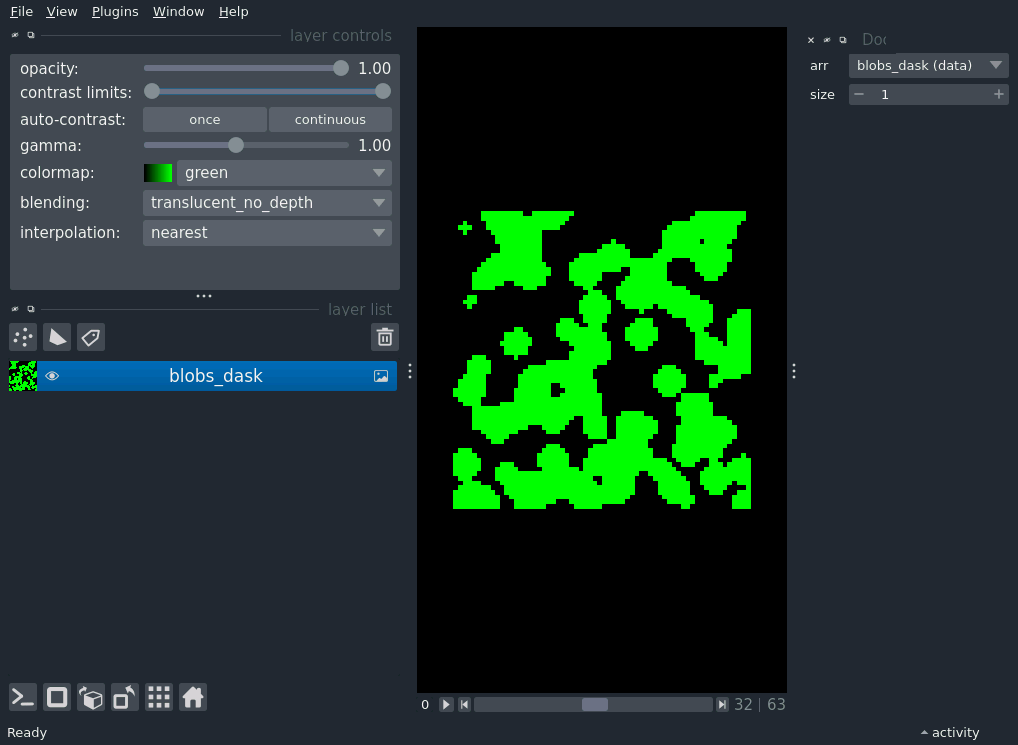 File View Plugins Window Help
layer controls
opacity: 1.00
contrast limits:
auto-contrast: once continuous
gamma: 1.00
colormap: green
blending: translucent_no_depth
interpolation: nearest
layer list
blobs_dask
0 32 | 63
Ready
activity
arr blobs_dask (data)
size 1